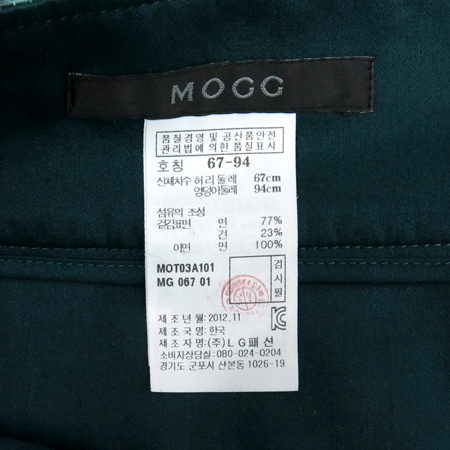 MOGG
품질경영 및 공산품안전
관리법에 의한 품질표시
호칭 67-94
신체치수 허리둘레 67cm
엉덩이둘레 94cm
섬유의 조성
겉감표면 면 77%
견 23%
이면 면 100%
MOT03A101
MG 067 01
검사필
제조년월 : 2012.11
제조국명 : 한국
제조자명 : (주)LG패션
소비자상담실: 080-024-0204
경기도 군포시 산본동 1026-19